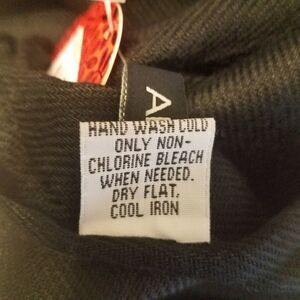 A
HAND WASH COLD
ONLY NON-
CHLORINE BLEACH
WHEN NEEDED.
DRY FLAT,
COOL IRON